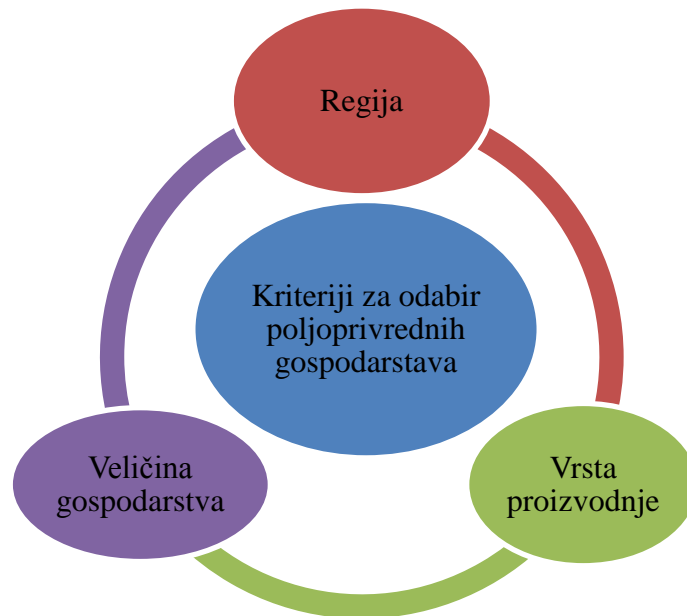 Regija
Kriteriji za odabir
poljoprivrednih
gospodarstava
Veličina
gospodarstva
Vrsta
proizvodnje